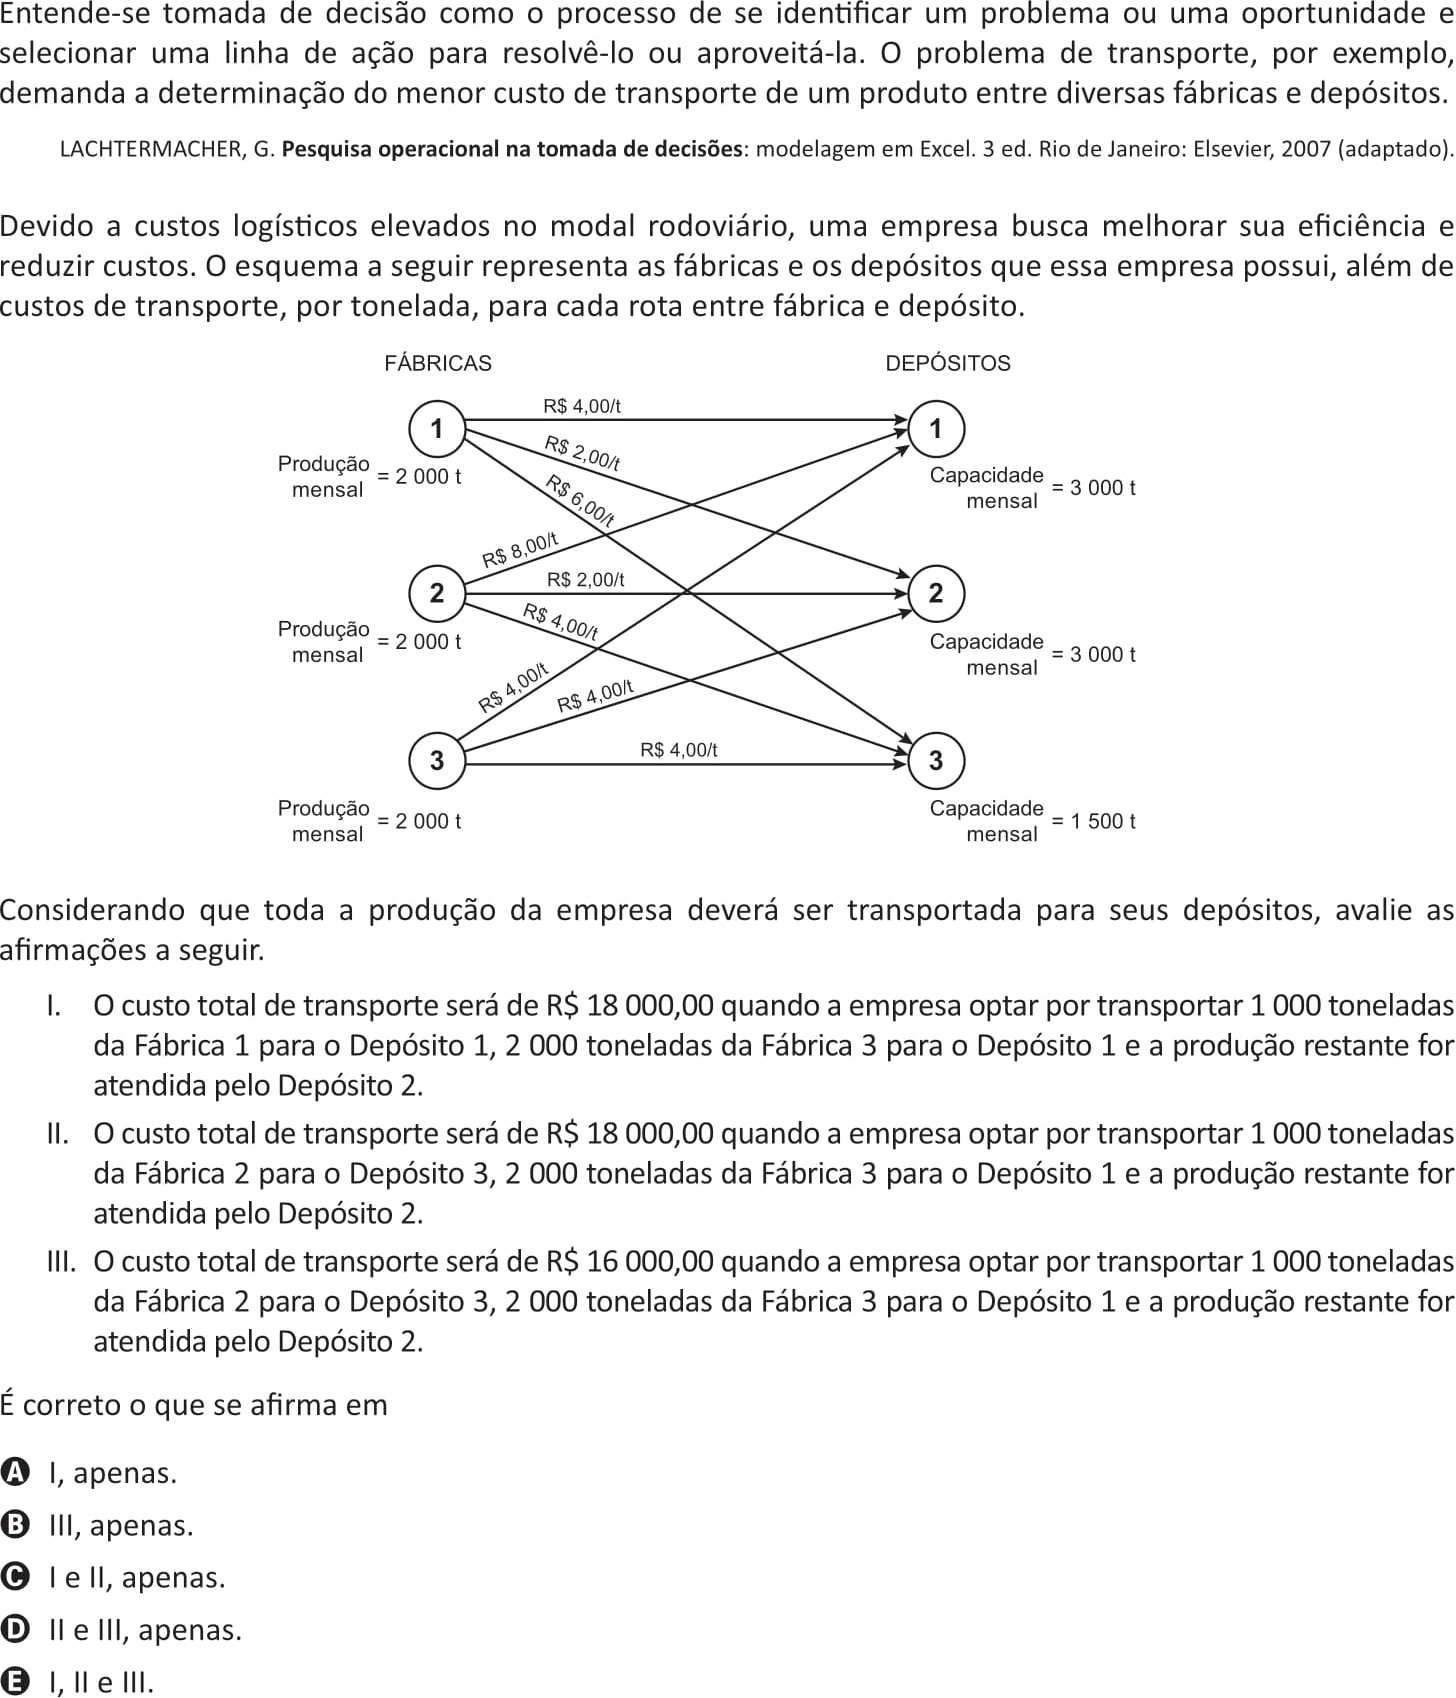 Entende-se tomada de decisão como o processo de se identificar um problema ou uma oportunidade e
selecionar uma linha de ação para resolvê-lo ou aproveitá-la. O problema de transporte, por exemplo,
demanda a determinação do menor custo de transporte de um produto entre diversas fábricas e depósitos.
LACHTERMACHER, G. Pesquisa operacional na tomada de decisões: modelagem em Excel. 3 ed. Rio de Janeiro: Elsevier, 2007 (adaptado).
Devido a custos logísticos elevados no modal rodoviário, uma empresa busca melhorar sua eficiência e
reduzir custos. O esquema a seguir representa as fábricas e os depósitos que essa empresa possui, além de
custos de transporte, por tonelada, para cada rota entre fábrica e depósito.
FÁBRICAS DEPÓSITOS
R$ 4,00/t
1 1
R$ 2,00/t
Produção mensal = 2 000 t
R$ 6,00/t
Capacidade mensal = 3 000 t
R$ 8,00/t
R$ 2,00/t
2 2
R$ 4,00/t
Produção mensal = 2 000 t
Capacidade mensal = 3 000 t
R$ 4,00/t
R$ 4,00/t
R$ 4,00/t
3 3
Produção mensal = 2 000 t
Capacidade mensal = 1 500 t
Considerando que toda a produção da empresa deverá ser transportada para seus depósitos, avalie as
afirmações a seguir.
I. O custo total de transporte será de R$ 18 000,00 quando a empresa optar por transportar 1 000 toneladas
da Fábrica 1 para o Depósito 1, 2 000 toneladas da Fábrica 3 para o Depósito 1 e a produção restante for
atendida pelo Depósito 2.
II. O custo total de transporte será de R$ 18 000,00 quando a empresa optar por transportar 1 000 toneladas
da Fábrica 2 para o Depósito 3, 2 000 toneladas da Fábrica 3 para o Depósito 1 e a produção restante for
atendida pelo Depósito 2.
III. O custo total de transporte será de R$ 16 000,00 quando a empresa optar por transportar 1 000 toneladas
da Fábrica 2 para o Depósito 3, 2 000 toneladas da Fábrica 3 para o Depósito 1 e a produção restante for
atendida pelo Depósito 2.
É correto o que se afirma em
A I, apenas.
B III, apenas.
C I e II, apenas.
D II e III, apenas.
E I, II e III.